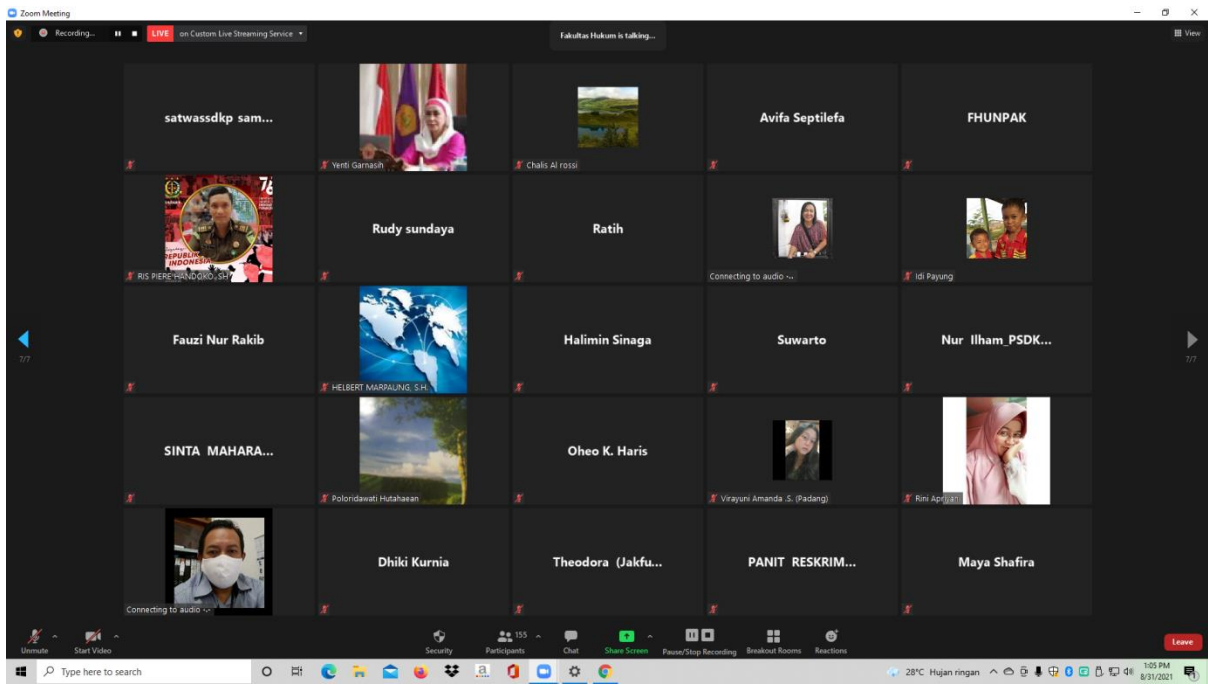 Zoom Meeting
Recording...
LIVE on Custom Live Streaming Service
Fakultas Hukum is talking...
View
satwassdkp sam...
Yenti Garnasih
Chalis Al rossi
Avifa Septilefa
FHUNPAK
76
REPUBLIK
INDONESIA
RIS PIERE HANDOKO, SH
Rudy sundaya
Ratih
Connecting to audio ...
Idi Payung
7/7
Fauzi Nur Rakib
HELBERT MARPAUNG, S.H.
Halimin Sinaga
Suwarto
Nur Ilham_PSDK...
7/7
SINTA MAHARA...
Poloridawati Hutahaean
Oheo K. Haris
Virayuni Amanda .S. (Padang)
Rini Apriyani
Connecting to audio ...
Dhiki Kurnia
Theodora (Jakfu...
PANIT RESKRIM...
Maya Shafira
Unmute
Start Video
Security
Participants
155
Chat
Share Screen
Pause/Stop Recording
Breakout Rooms
Reactions
Leave
Type here to search
28°C Hujan ringan
1:05 PM
8/31/2021